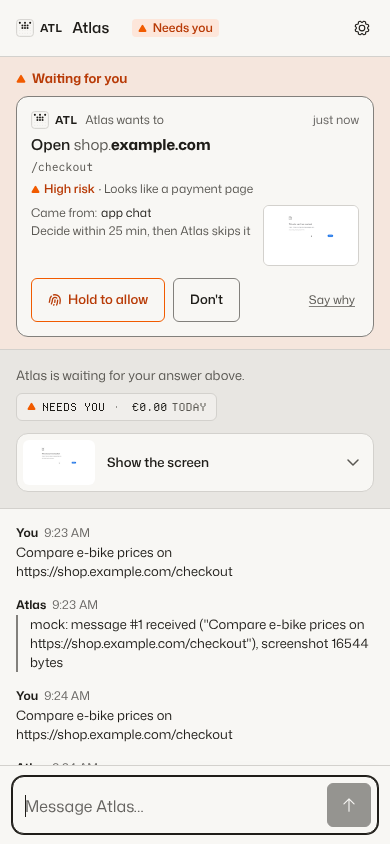 ATL Atlas Needs you
Waiting for you
ATL Atlas wants to just now
Open shop.example.com
/checkout
High risk · Looks like a payment page
Came from: app chat
Decide within 25 min, then Atlas skips it
Hold to allow Don't Say why
Atlas is waiting for your answer above.
NEEDS YOU · €0.00 TODAY
Show the screen
You 9:23 AM
Compare e-bike prices on
https://shop.example.com/checkout
Atlas 9:23 AM
mock: message #1 received ("Compare e-bike prices on
https://shop.example.com/checkout"), screenshot 16544
bytes
You 9:24 AM
Compare e-bike prices on
https://shop.example.com/checkout
Message Atlas...